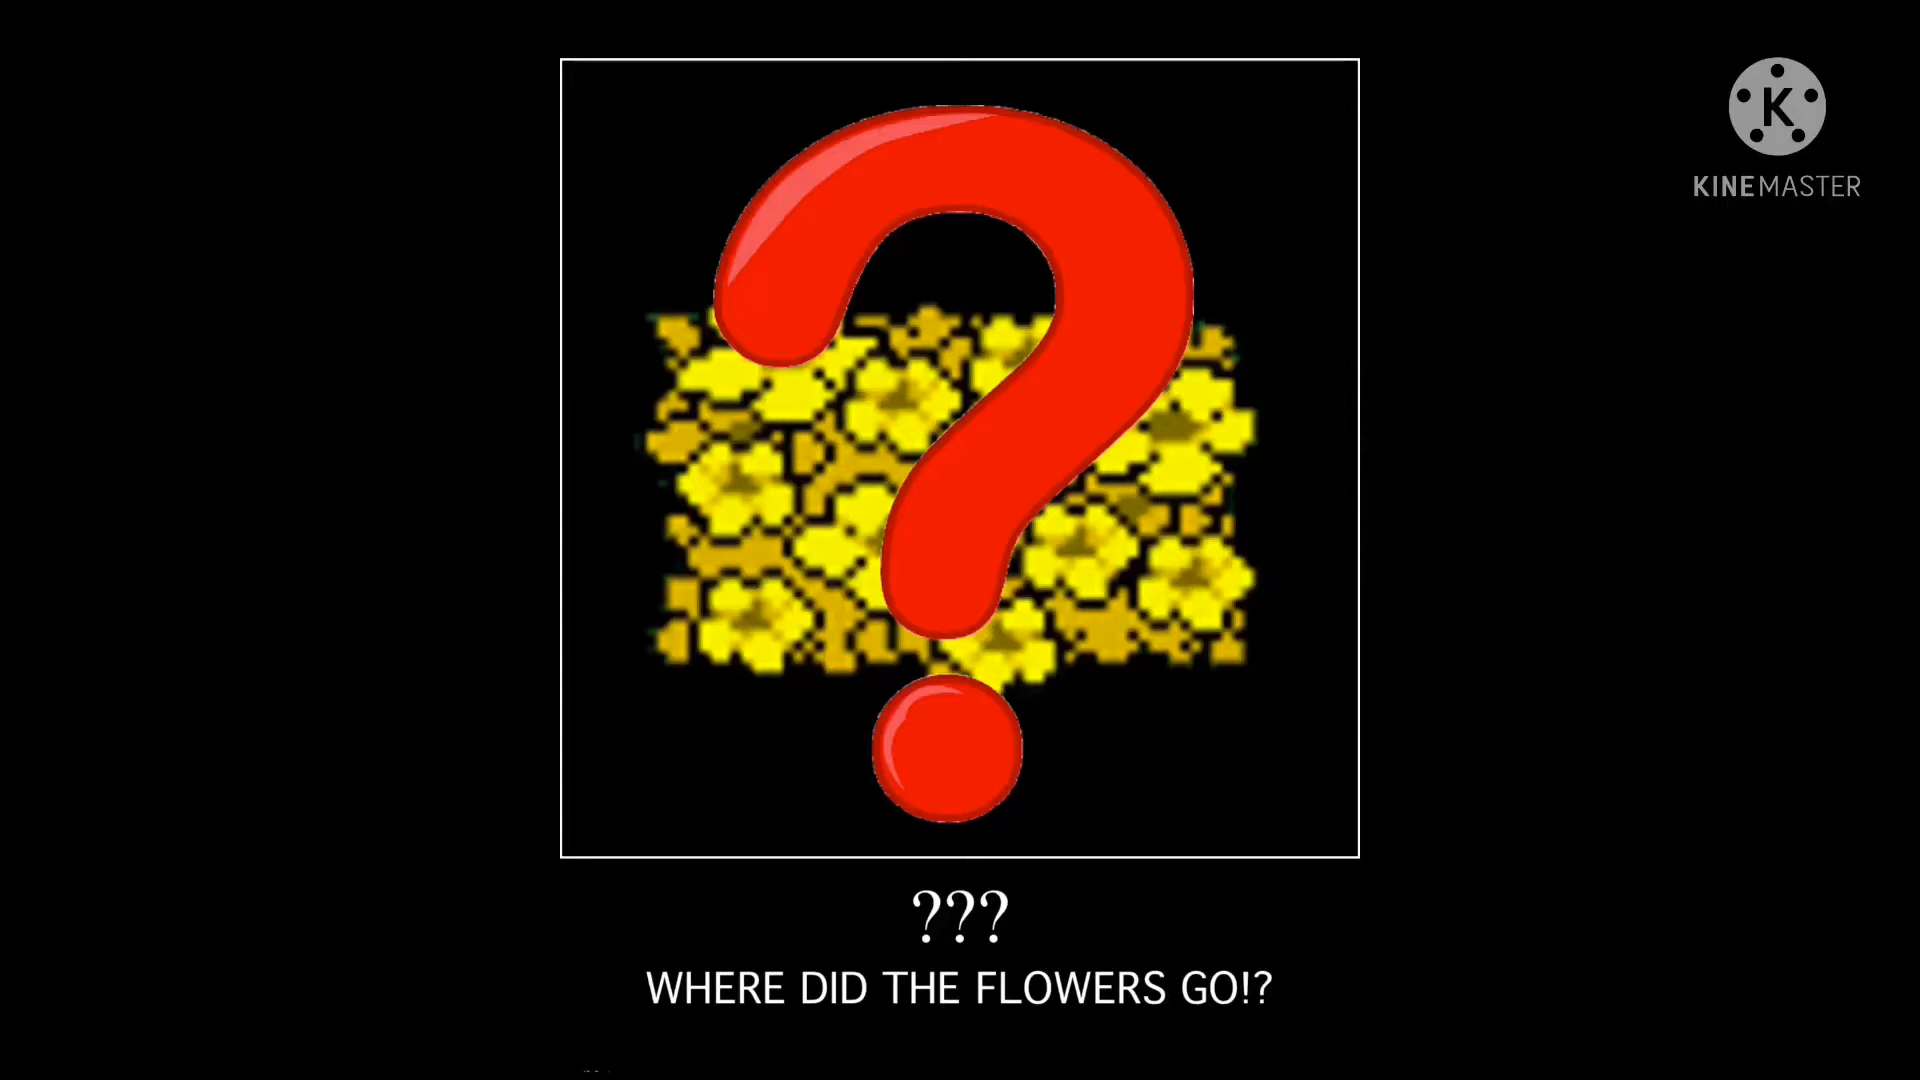 K
KINEMASTER
???
WHERE DID THE FLOWERS GO!?